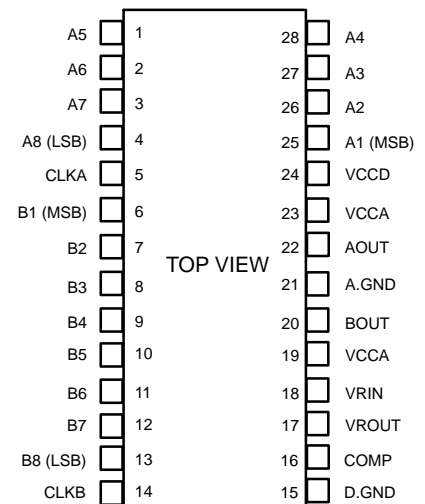 A5 1 28 A4
A6 2 27 A3
A7 3 26 A2
A8 (LSB) 4 25 A1 (MSB)
CLKA 5 24 VCCD
B1 (MSB) 6 23 VCCA
B2 7 22 AOUT
TOP VIEW
B3 8 21 A.GND
B4 9 20 BOUT
B5 10 19 VCCA
B6 11 18 VRIN
B7 12 17 VROUT
B8 (LSB) 13 16 COMP
CLKB 14 15 D.GND